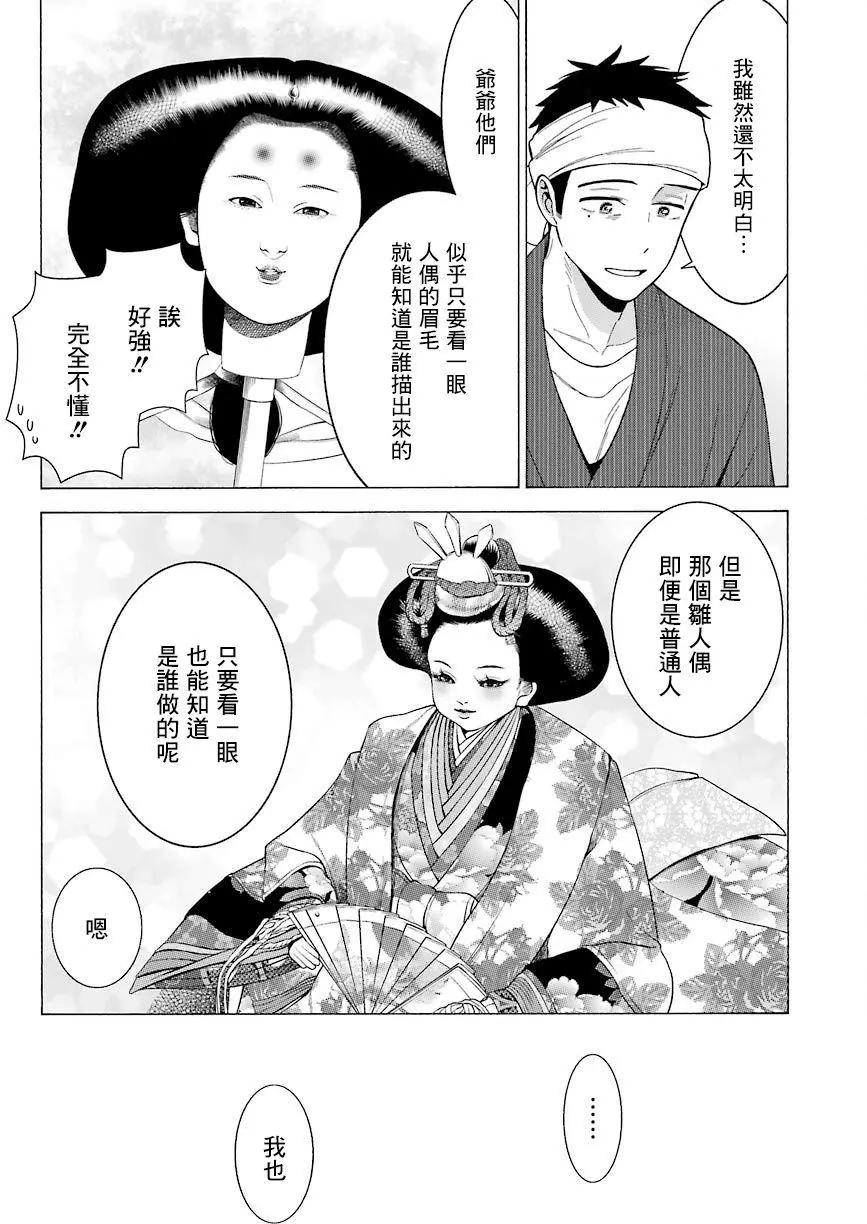 我雖然還不太明白…
爺爺他們
似乎只要看一眼
人偶的眉毛
就能知道是誰描出來的
誒
好強!!
完全不懂!!
但是
那個雛人偶
即便是普通人
只要看一眼
也能知道
是誰做的呢
嗯
……
我也